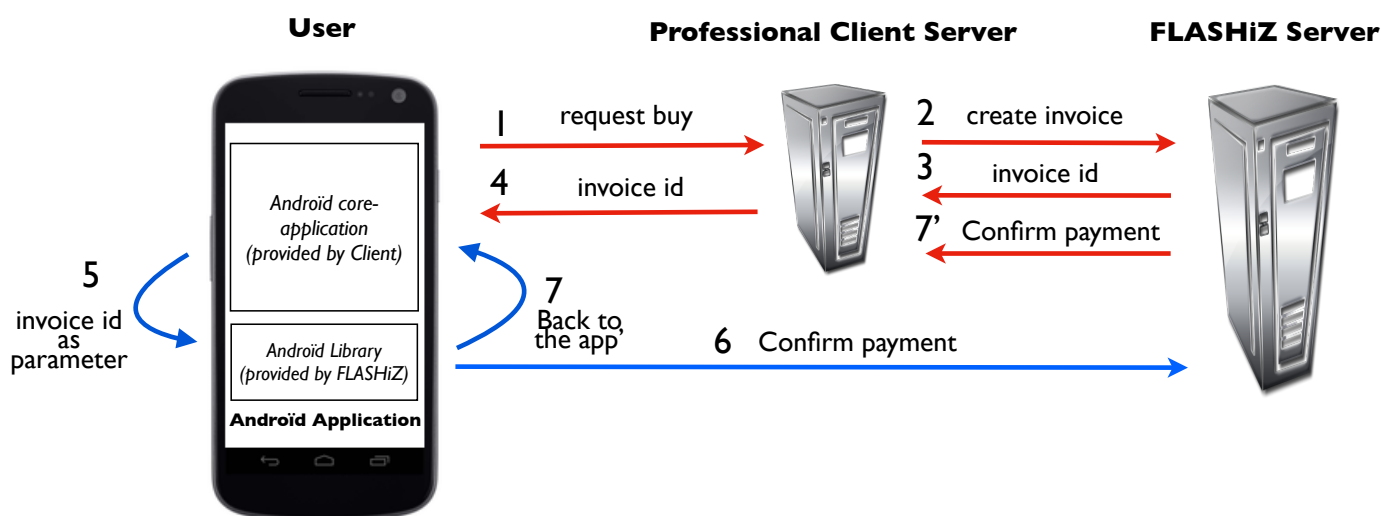 User
Professional Client Server
FLASHiZ Server
1
request buy
2
create invoice
3
invoice id
4
invoice id
7’
Confirm payment
Androïd core-
application
(provided by Client)
5
invoice id
as
parameter
7
Back to
the app’
Androïd Library
(provided by FLASHiZ)
6
Confirm payment
Androïd Application